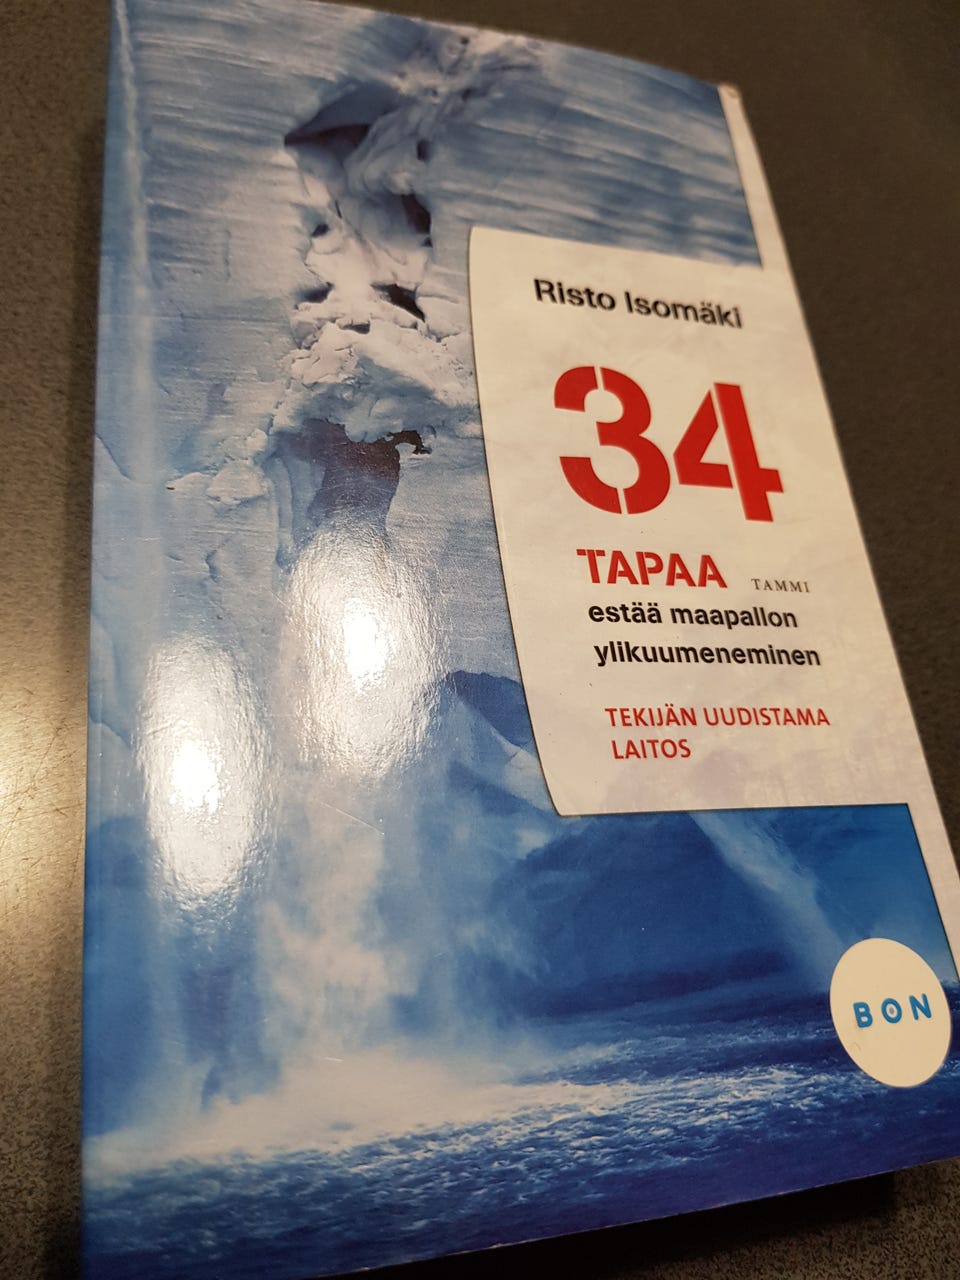 Risto Isomäki
34
TAPAA TAMMI
estää maapallon
ylikuumeneminen
TEKIJÄN UUDISTAMA
LAITOS
BON